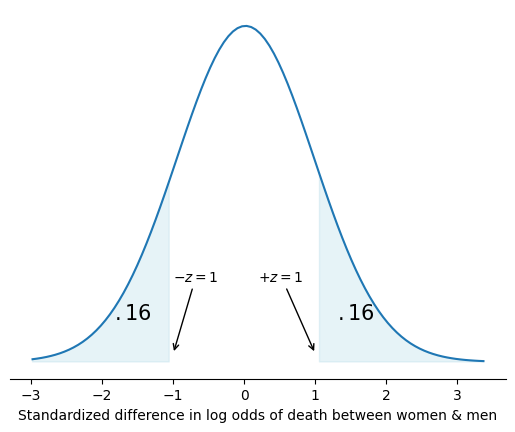 −z = 1
+z = 1
.16
.16
−3 −2 −1 0 1 2 3
Standardized difference in log odds of death between women & men